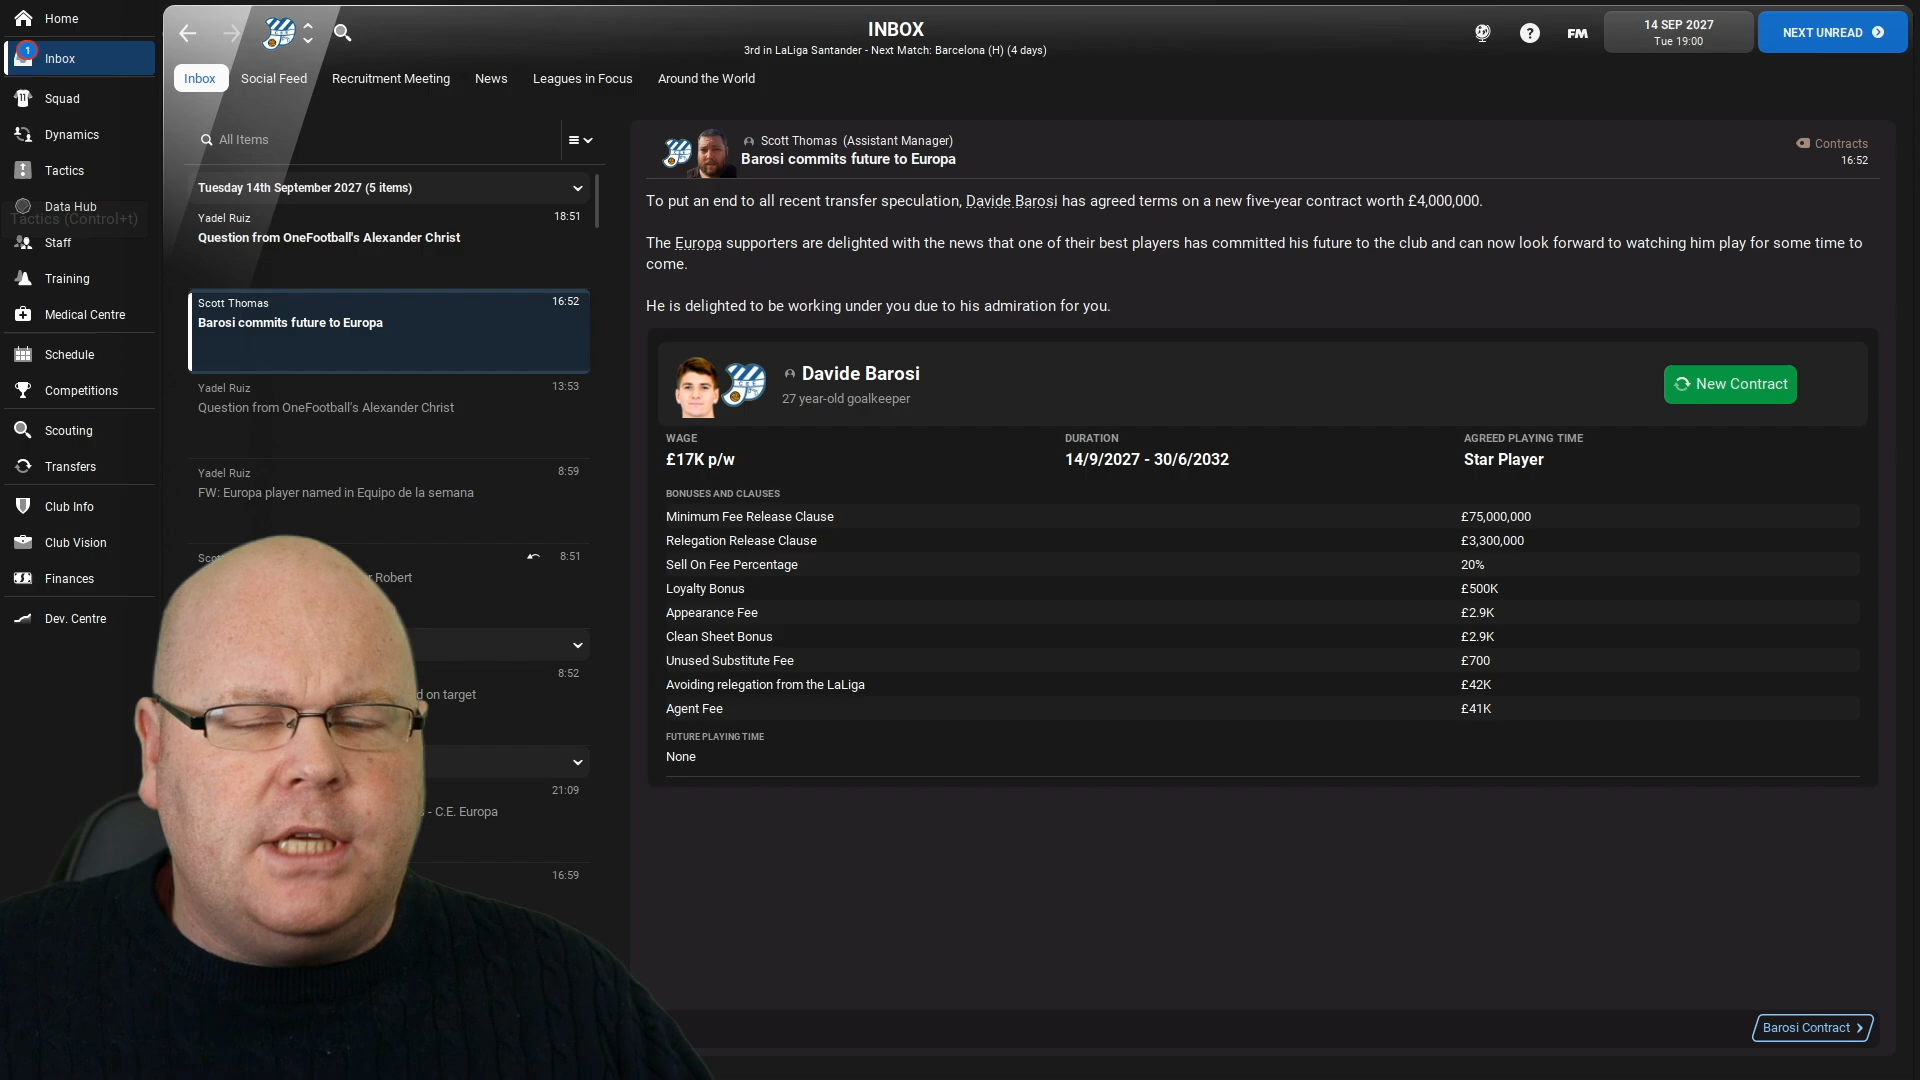 Home
INBOX
3rd in LaLiga Santander - Next Match: Barcelona (H) (4 days)
FM
14 SEP 2027
Tue 19:00
NEXT UNREAD
1
Inbox
Inbox
Social Feed
Recruitment Meeting
News
Leagues in Focus
Around the World
Squad
Dynamics
Tactics
Data Hub
Tactics (Control+t)
Staff
Training
Medical Centre
Schedule
Competitions
Scouting
Transfers
Club Info
Club Vision
Finances
Dev. Centre
All Items
Tuesday 14th September 2027 (5 items)
Yadel Ruiz
18:51
Question from OneFootball's Alexander Christ
Scott Thomas
16:52
Barosi commits future to Europa
Yadel Ruiz
13:53
Question from OneFootball's Alexander Christ
Yadel Ruiz
8:59
FW: Europa player named in Equipo de la semana
8:51
Robert
8:52
on target
21:09
- C.E. Europa
16:59
Scott Thomas (Assistant Manager)
Barosi commits future to Europa
Contracts
16:52
To put an end to all recent transfer speculation, Davide Barosi has agreed terms on a new five-year contract worth £4,000,000.
The Europa supporters are delighted with the news that one of their best players has committed his future to the club and can now look forward to watching him play for some time to
come.
He is delighted to be working under you due to his admiration for you.
Davide Barosi
27 year-old goalkeeper
New Contract
WAGE
£17K p/w
DURATION
14/9/2027 - 30/6/2032
AGREED PLAYING TIME
Star Player
BONUSES AND CLAUSES
Minimum Fee Release Clause £75,000,000
Relegation Release Clause £3,300,000
Sell On Fee Percentage 20%
Loyalty Bonus £500K
Appearance Fee £2.9K
Clean Sheet Bonus £2.9K
Unused Substitute Fee £700
Avoiding relegation from the LaLiga £42K
Agent Fee £41K
FUTURE PLAYING TIME
None
Barosi Contract